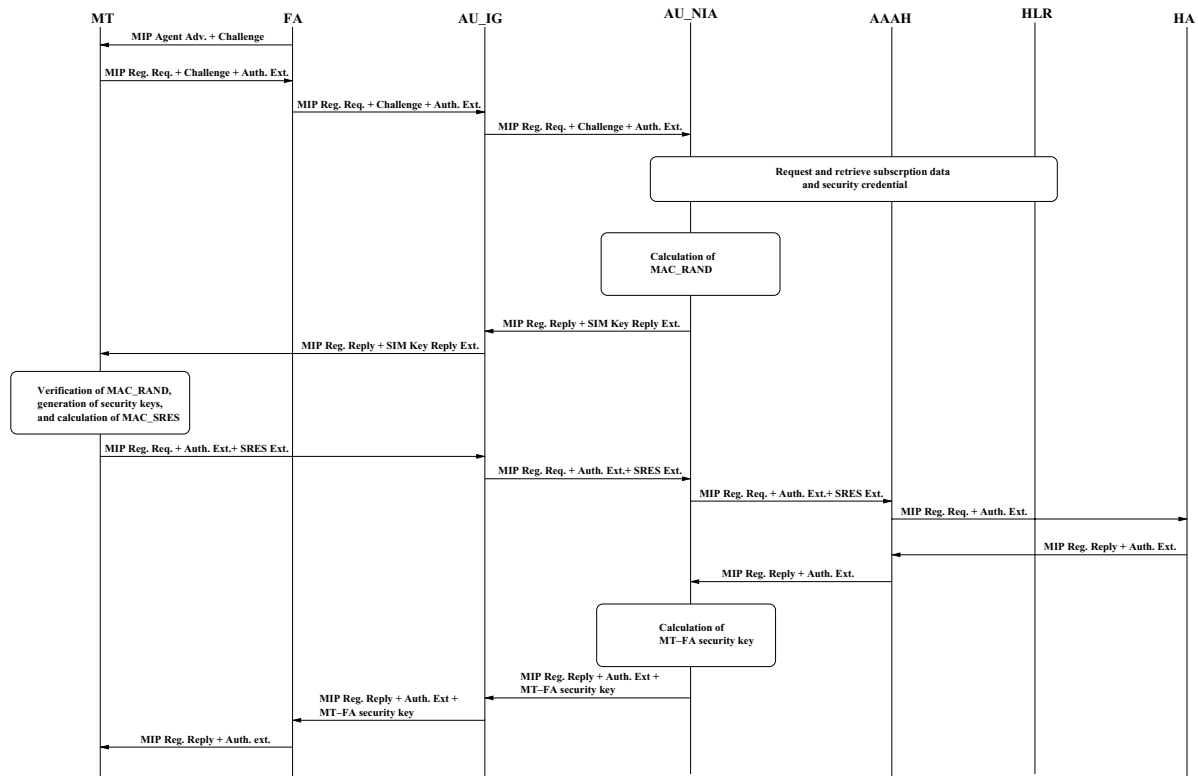 MT FA AU_IG AU_NIA AAAH HLR HA
MIP Agent Adv. + Challenge
MIP Reg. Req. + Challenge + Auth. Ext.
MIP Reg. Req. + Challenge + Auth. Ext.
MIP Reg. Req. + Challenge + Auth. Ext.
Request and retrieve subscrption data
and security credential
Calculation of
MAC_RAND
MIP Reg. Reply + SIM Key Reply Ext.
MIP Reg. Reply + SIM Key Reply Ext.
Verification of MAC_RAND,
generation of security keys,
and calculation of MAC_SRES
MIP Reg. Req. + Auth. Ext.+ SRES Ext.
MIP Reg. Req. + Auth. Ext.+ SRES Ext.
MIP Reg. Req. + Auth. Ext.+ SRES Ext.
MIP Reg. Req. + Auth. Ext.
MIP Reg. Reply + Auth. Ext.
MIP Reg. Reply + Auth. Ext.
Calculation of
MT–FA security key
MIP Reg. Reply + Auth. Ext +
MT–FA security key
MIP Reg. Reply + Auth. Ext +
MT–FA security key
MIP Reg. Reply + Auth. ext.